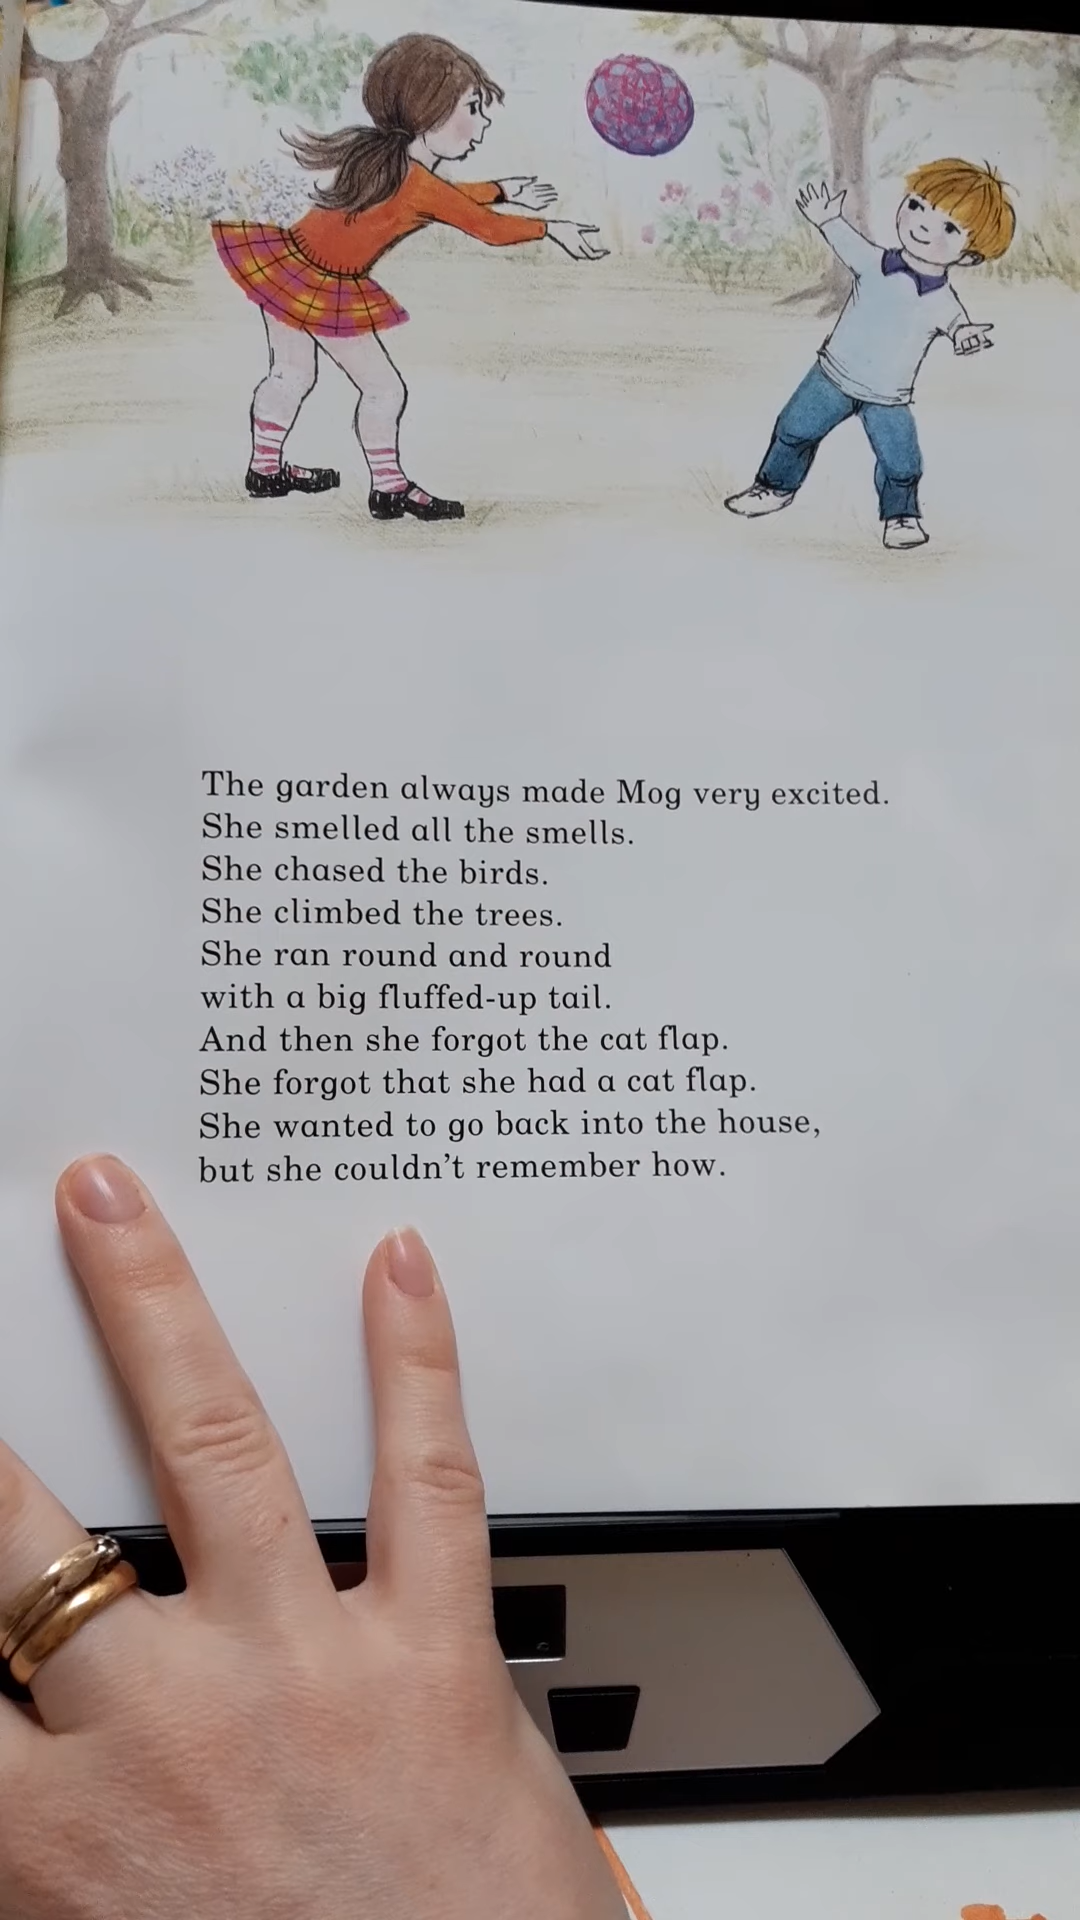 The garden always made Mog very excited.
She smelled all the smells.
She chased the birds.
She climbed the trees.
She ran round and round
with a big fluffed-up tail.
And then she forgot the cat flap.
She forgot that she had a cat flap.
She wanted to go back into the house,
but she couldn't remember how.